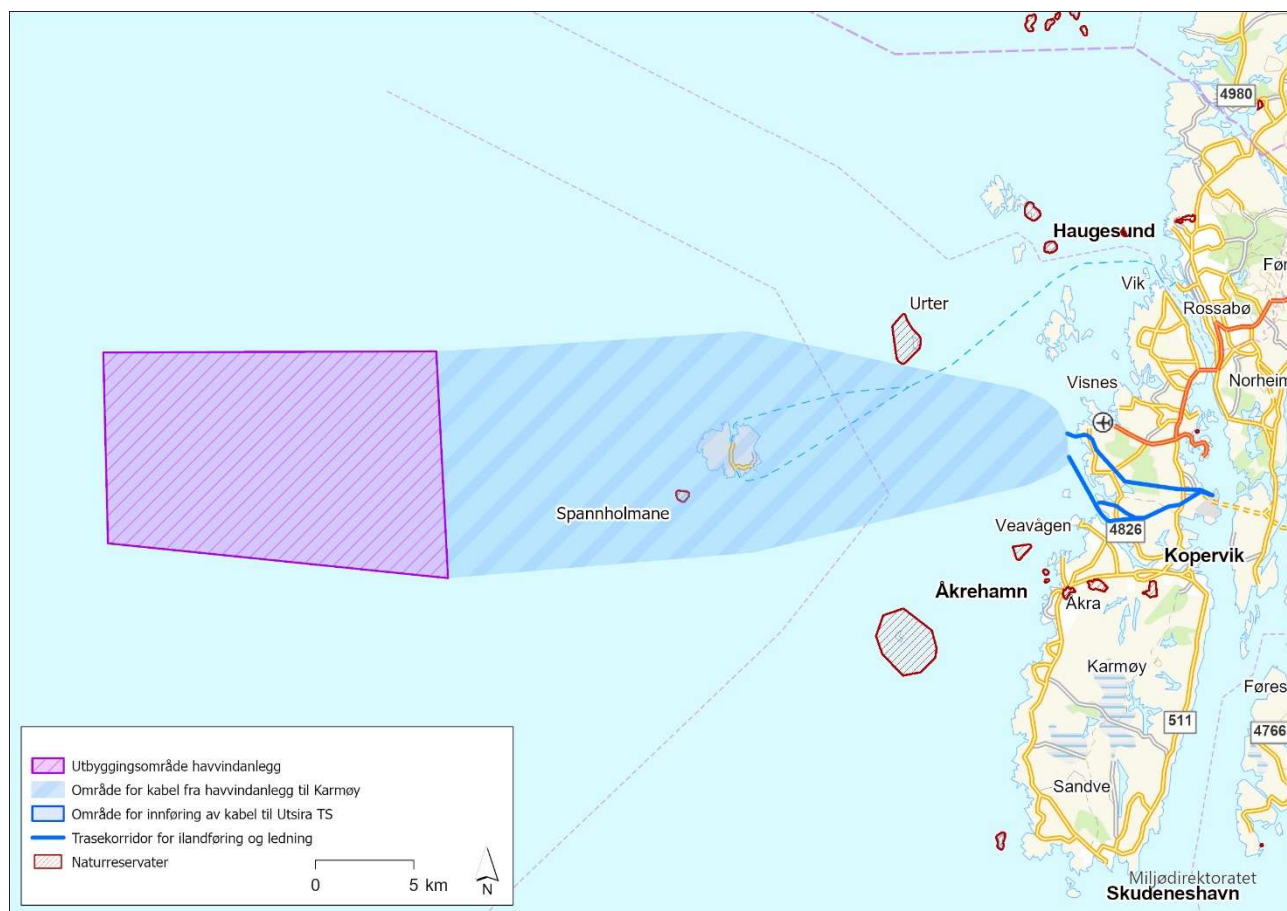 4980
Haugesund
Vik
Før
Urter
Rossabø
Visnes
Norheim
Spannholmane
Veavågen
4826
Kopervik
Åkrehamn
Åkra
Karmøy
Føres
511
4766
Sandve
Miljødirektoratet
Skudeneshavn
Utbyggingsområde havvindanlegg
Område for kabel fra havvindanlegg til Karmøy
Område for innføring av kabel til Utsira TS
Trasekorridor for ilandføring og ledning
Naturreservater
0 5 km
N